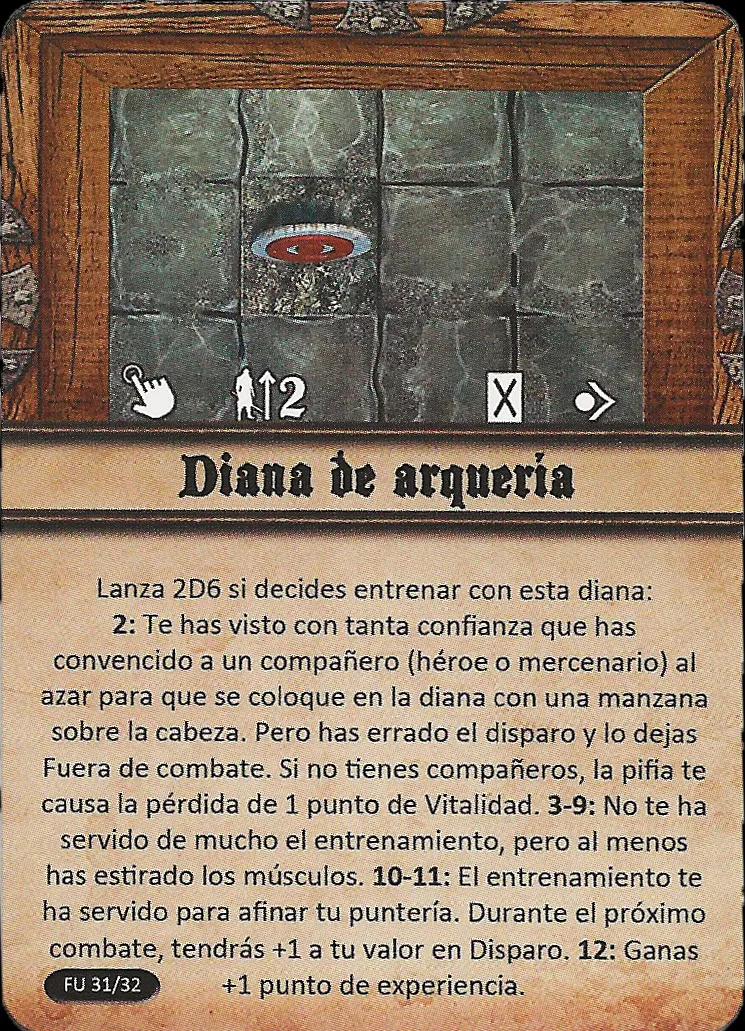 2
X
Diana de arquería
Lanza 2D6 si decides entrenar con esta diana:
2: Te has visto con tanta confianza que has
convencido a un compañero (héroe o mercenario) al
azar para que se coloque en la diana con una manzana
sobre la cabeza. Pero has errado el disparo y lo dejas
Fuera de combate. Si no tienes compañeros, la pifia te
causa la pérdida de 1 punto de Vitalidad. 3-9: No te ha
servido de mucho el entrenamiento, pero al menos
has estirado los músculos. 10-11: El entrenamiento te
ha servido para afinar tu puntería. Durante el próximo
combate, tendrás +1 a tu valor en Disparo. 12: Ganas
+1 punto de experiencia.
FU 31/32